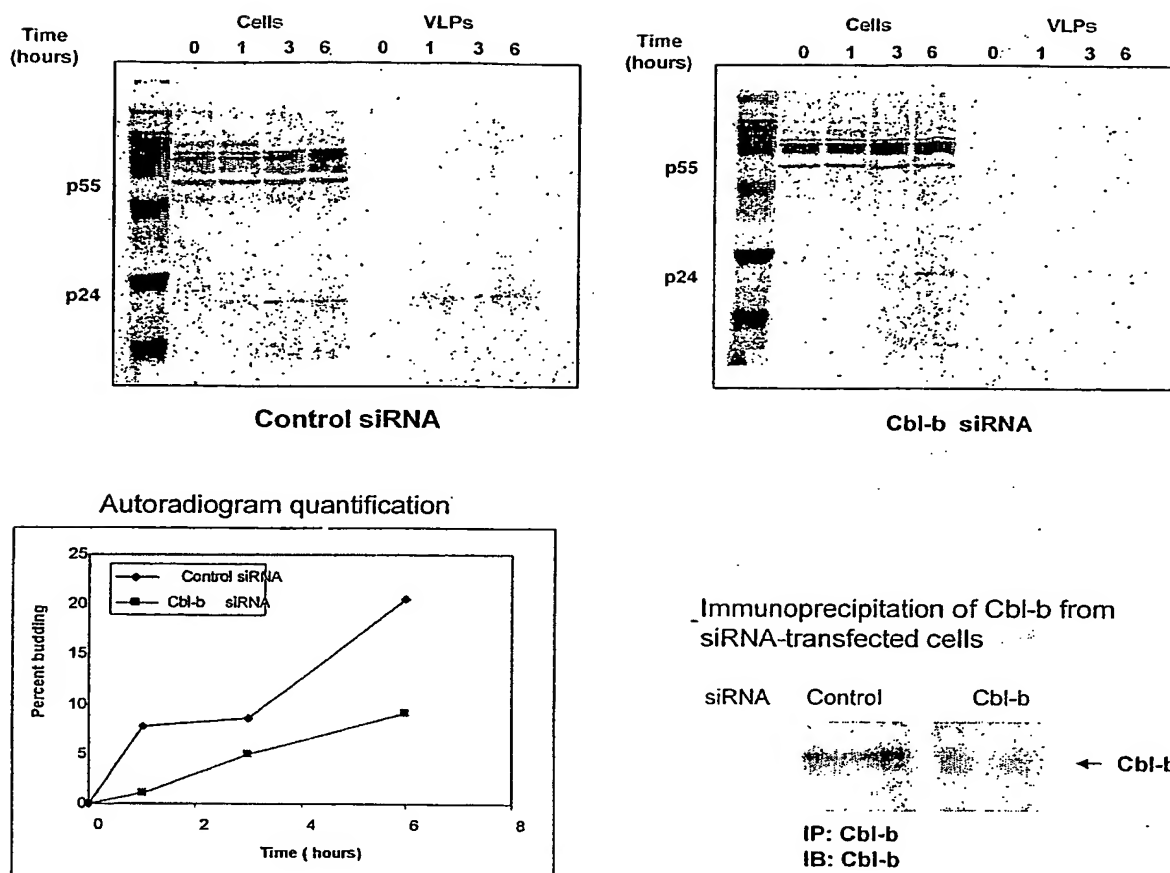 Cells VLPs
Time (hours) 0 1 3 6 0 1 3 6
p55
p24
Control siRNA
Cells VLPs
Time (hours) 0 1 3 6 0 1 3 6
p55
p24
Cbl-b siRNA
Autoradiogram quantification
25
20
15
10
5
0
Percent budding
Control siRNA
Cbl-b siRNA
0 2 4 6 8
Time ( hours)
Immunoprecipitation of Cbl-b from
siRNA-transfected cells
siRNA Control Cbl-b
Cbl-b
IP: Cbl-b
IB: Cbl-b